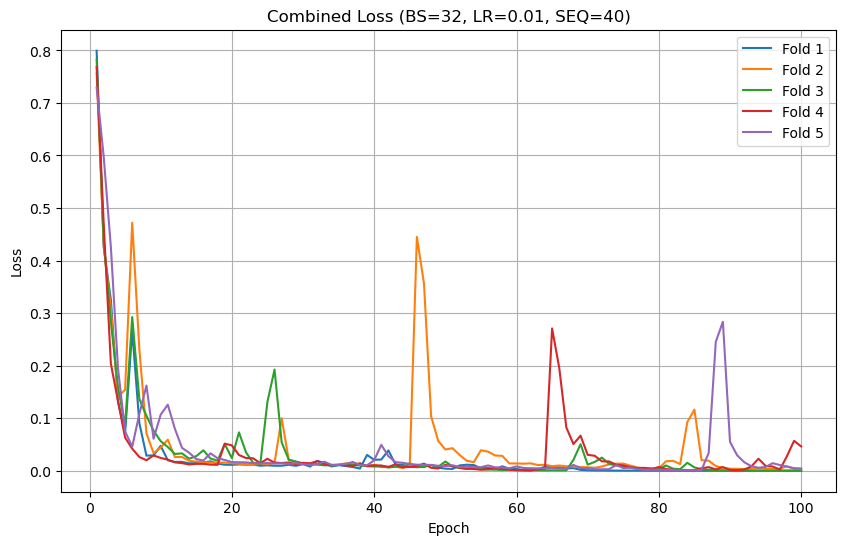 Combined Loss (BS=32, LR=0.01, SEQ=40)
Fold 1
Fold 2
Fold 3
Fold 4
Fold 5
Loss
0.8
0.7
0.6
0.5
0.4
0.3
0.2
0.1
0.0
0 20 40 60 80 100
Epoch